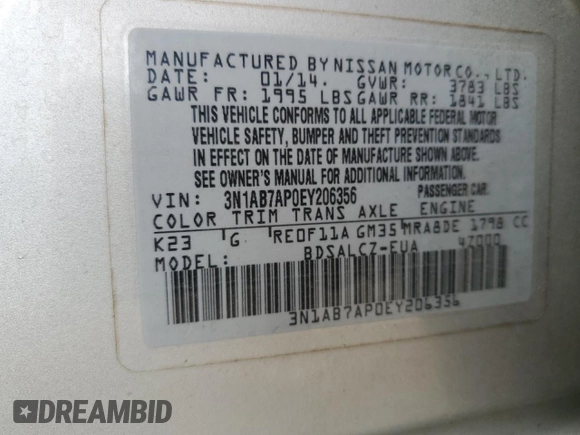 MANUFACTURED BY NISSAN MOTOR CO., LTD.
DATE: 01/14. GVWR: 3783 LBS
GAWR FR: 1995 LBS GAWR RR: 1841 LBS
THIS VEHICLE CONFORMS TO ALL APPLICABLE FEDERAL MOTOR
VEHICLE SAFETY, BUMPER AND THEFT PREVENTION STANDARDS
IN EFFECT ON THE DATE OF MANUFACTURE SHOWN ABOVE.
SEE OWNER'S MANUAL FOR ADDITIONAL INFORMATION.
VIN: 3N1AB7AP0EY206356 PASSENGER CAR
COLOR TRIM TRANS AXLE ENGINE
K23 G RE0F11A GM35 MRA8DE 1798 CC
MODEL: BDSALCZ-EUA 47000
3N1AB7AP0EY206356
DREAMBID